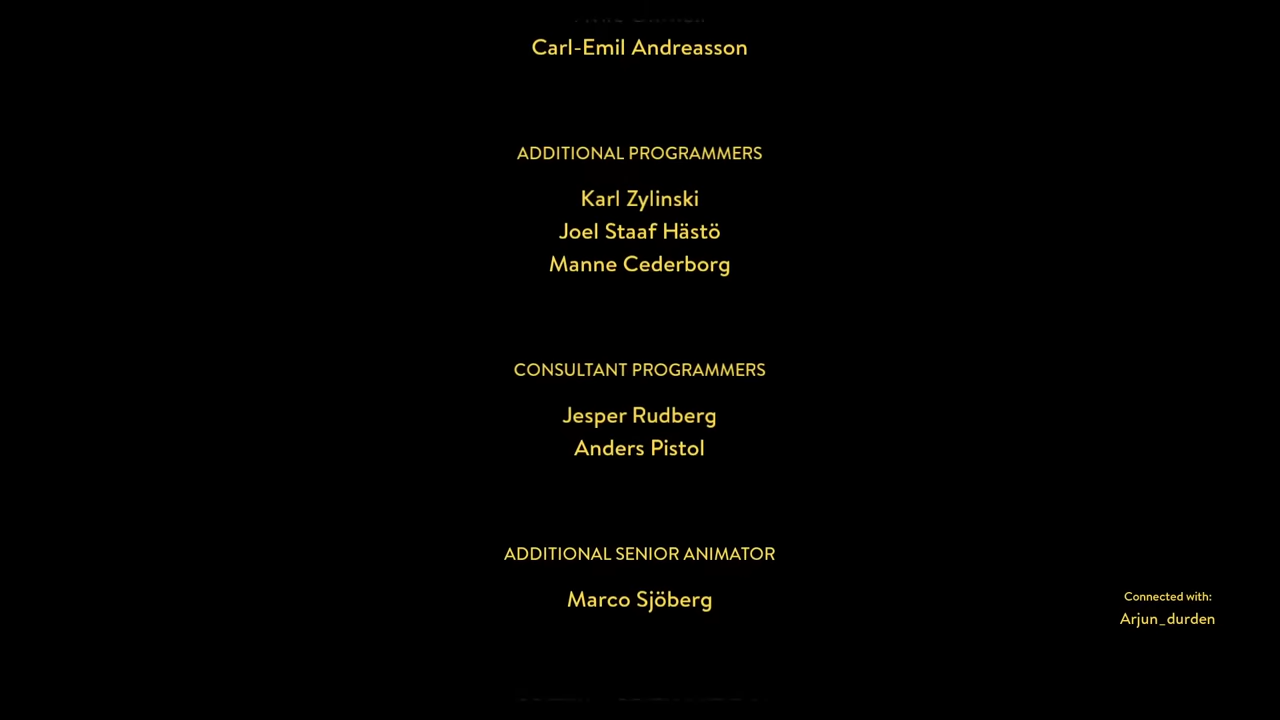 Carl-Emil Andreasson
ADDITIONAL PROGRAMMERS
Karl Zylinski
Joel Staaf Hästö
Manne Cederborg
CONSULTANT PROGRAMMERS
Jesper Rudberg
Anders Pistol
ADDITIONAL SENIOR ANIMATOR
Marco Sjöberg
Connected with:
Arjun_durden